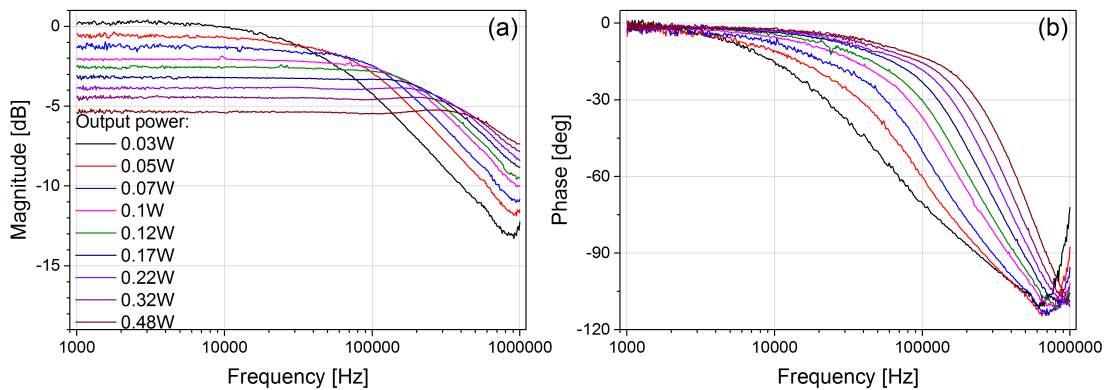 (a)
Magnitude [dB]
0
-5
-10
-15
Output power:
0.03W
0.05W
0.07W
0.1W
0.12W
0.17W
0.22W
0.32W
0.48W
1000 10000 100000 1000000
Frequency [Hz]
(b)
Phase [deg]
0
-30
-60
-90
-120
1000 10000 100000 1000000
Frequency [Hz]